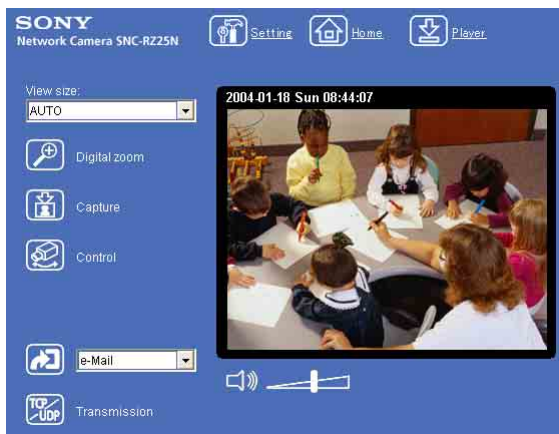 SONY
Network Camera SNC-RZ25N
Setting
Home
Player
View size:
AUTO
2004-01-18 Sun 08:44:07
Digital zoom
Capture
Control
e-Mail
TCP/UDP
Transmission